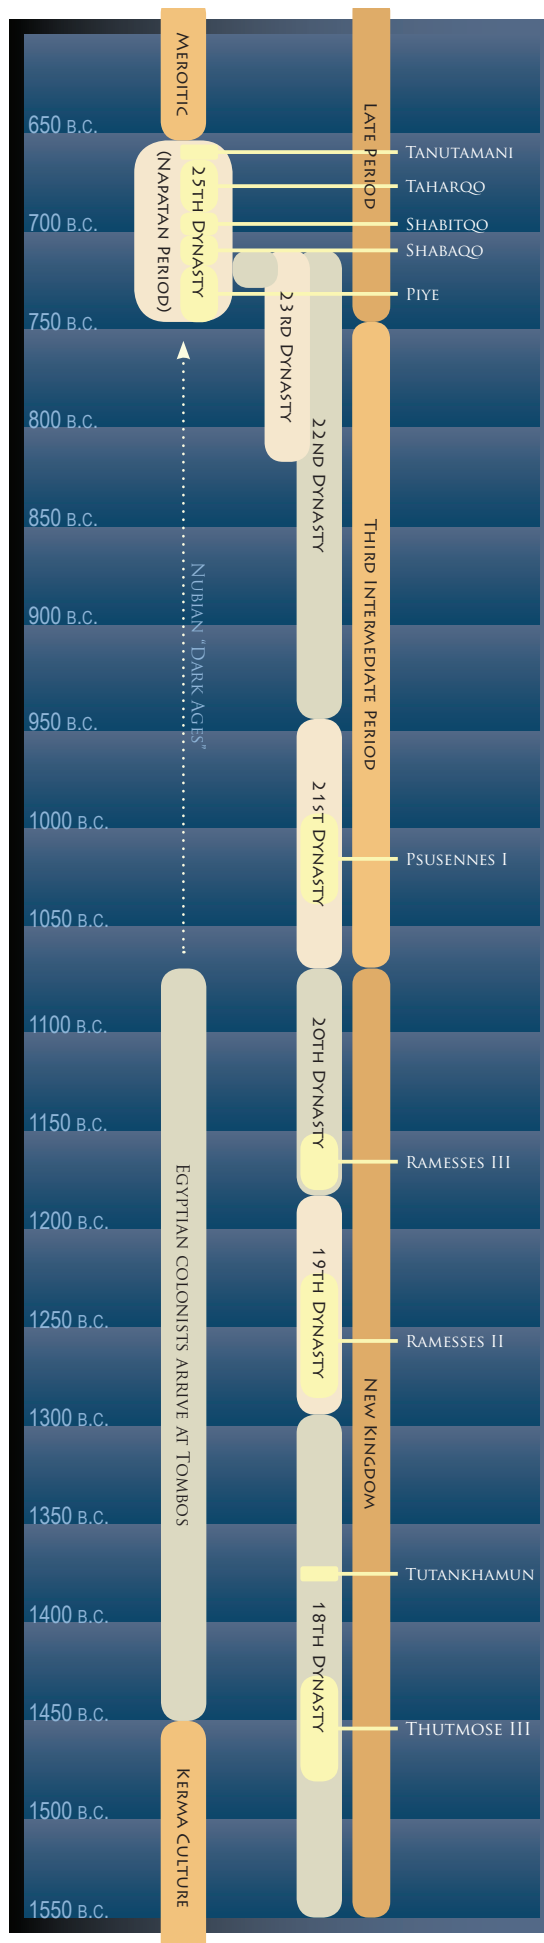 MEROITIC
LATE PERIOD
650 B.C.
TANUTAMANI
25TH DYNASTY
(NAPATAN PERIOD)
TAHARQO
700 B.C.
SHABITQO
SHABAQO
PIYE
750 B.C.
23RD DYNASTY
800 B.C.
22ND DYNASTY
850 B.C.
THIRD INTERMEDIATE PERIOD
NUBIAN "DARK AGES"
900 B.C.
950 B.C.
21ST DYNASTY
1000 B.C.
PSUSENNES I
1050 B.C.
1100 B.C.
20TH DYNASTY
1150 B.C.
RAMESSES III
EGYPTIAN COLONISTS ARRIVE AT TOMBOS
1200 B.C.
19TH DYNASTY
1250 B.C.
RAMESSES II
NEW KINGDOM
1300 B.C.
1350 B.C.
TUTANKHAMUN
1400 B.C.
18TH DYNASTY
1450 B.C.
THUTMOSE III
KERMA CULTURE
1500 B.C.
1550 B.C.